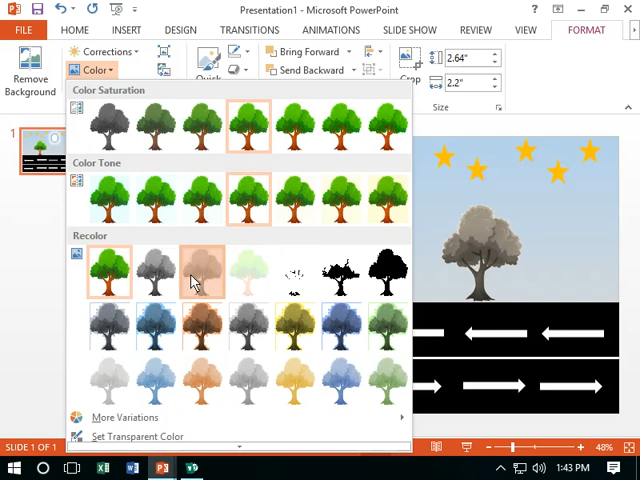 Presentation1 - Microsoft PowerPoint
FILE HOME INSERT DESIGN TRANSITIONS ANIMATIONS SLIDE SHOW REVIEW VIEW FORMAT
Remove
Background
Corrections
Color
Quick
Bring Forward
Send Backward
Crop
2.64"
2.2"
Size
Color Saturation
Color Tone
Recolor
More Variations
Set Transparent Color
1
SLIDE 1 OF 1
48%
1:43 PM